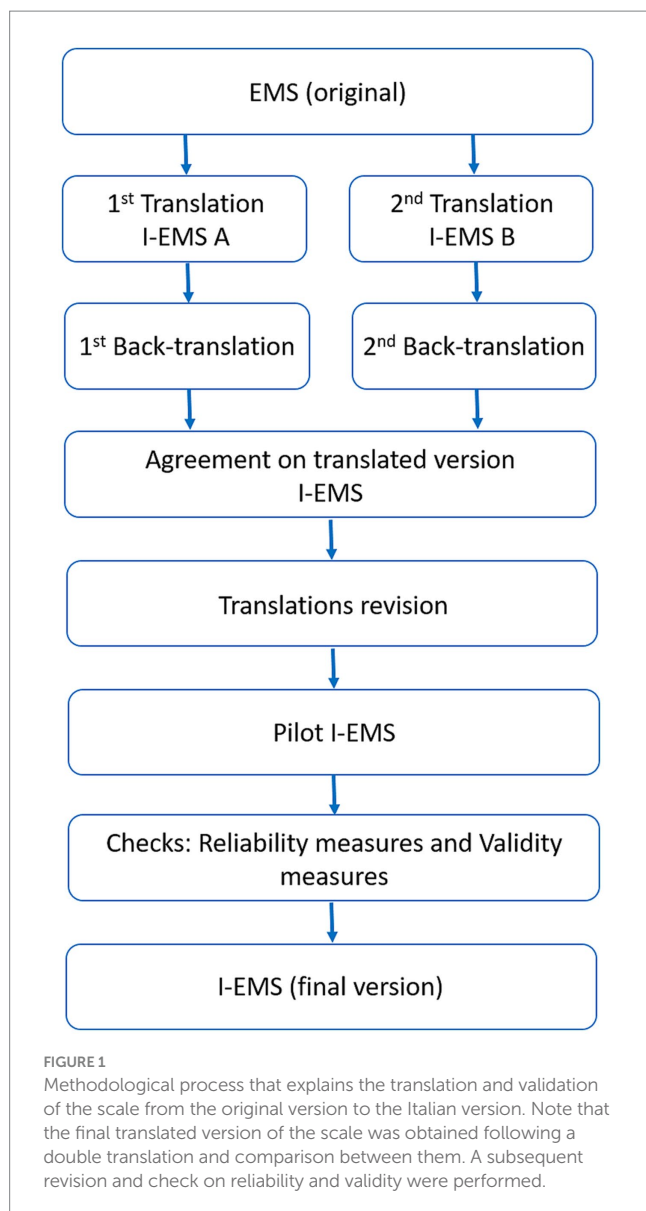 EMS (original)
1st Translation
I-EMS A
2nd Translation
I-EMS B
1st Back-translation
2nd Back-translation
Agreement on translated version
I-EMS
Translations revision
Pilot I-EMS
Checks: Reliability measures and Validity
measures
I-EMS (final version)
FIGURE 1
Methodological process that explains the translation and validation
of the scale from the original version to the Italian version. Note that
the final translated version of the scale was obtained following a
double translation and comparison between them. A subsequent
revision and check on reliability and validity were performed.